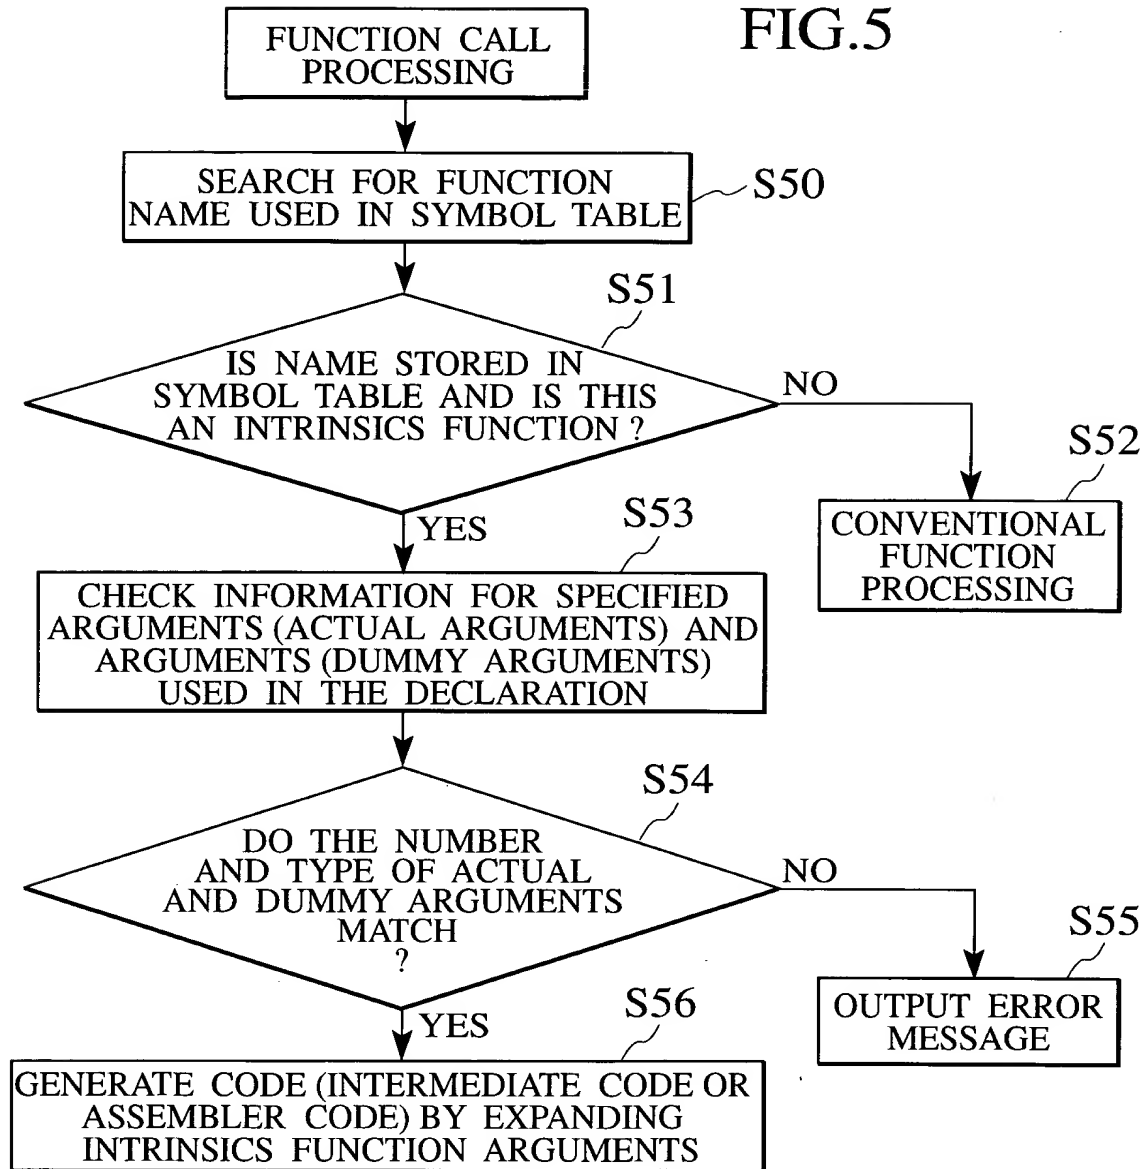 FIG.5
FUNCTION CALL
PROCESSING
SEARCH FOR FUNCTION
NAME USED IN SYMBOL TABLE
S50
S51
IS NAME STORED IN
SYMBOL TABLE AND IS THIS
AN INTRINSICS FUNCTION ?
NO
S52
CONVENTIONAL
FUNCTION
PROCESSING
YES
S53
CHECK INFORMATION FOR SPECIFIED
ARGUMENTS (ACTUAL ARGUMENTS) AND
ARGUMENTS (DUMMY ARGUMENTS)
USED IN THE DECLARATION
S54
DO THE NUMBER
AND TYPE OF ACTUAL
AND DUMMY ARGUMENTS
MATCH
?
NO
S55
OUTPUT ERROR
MESSAGE
YES
S56
GENERATE CODE (INTERMEDIATE CODE OR
ASSEMBLER CODE) BY EXPANDING
INTRINSICS FUNCTION ARGUMENTS